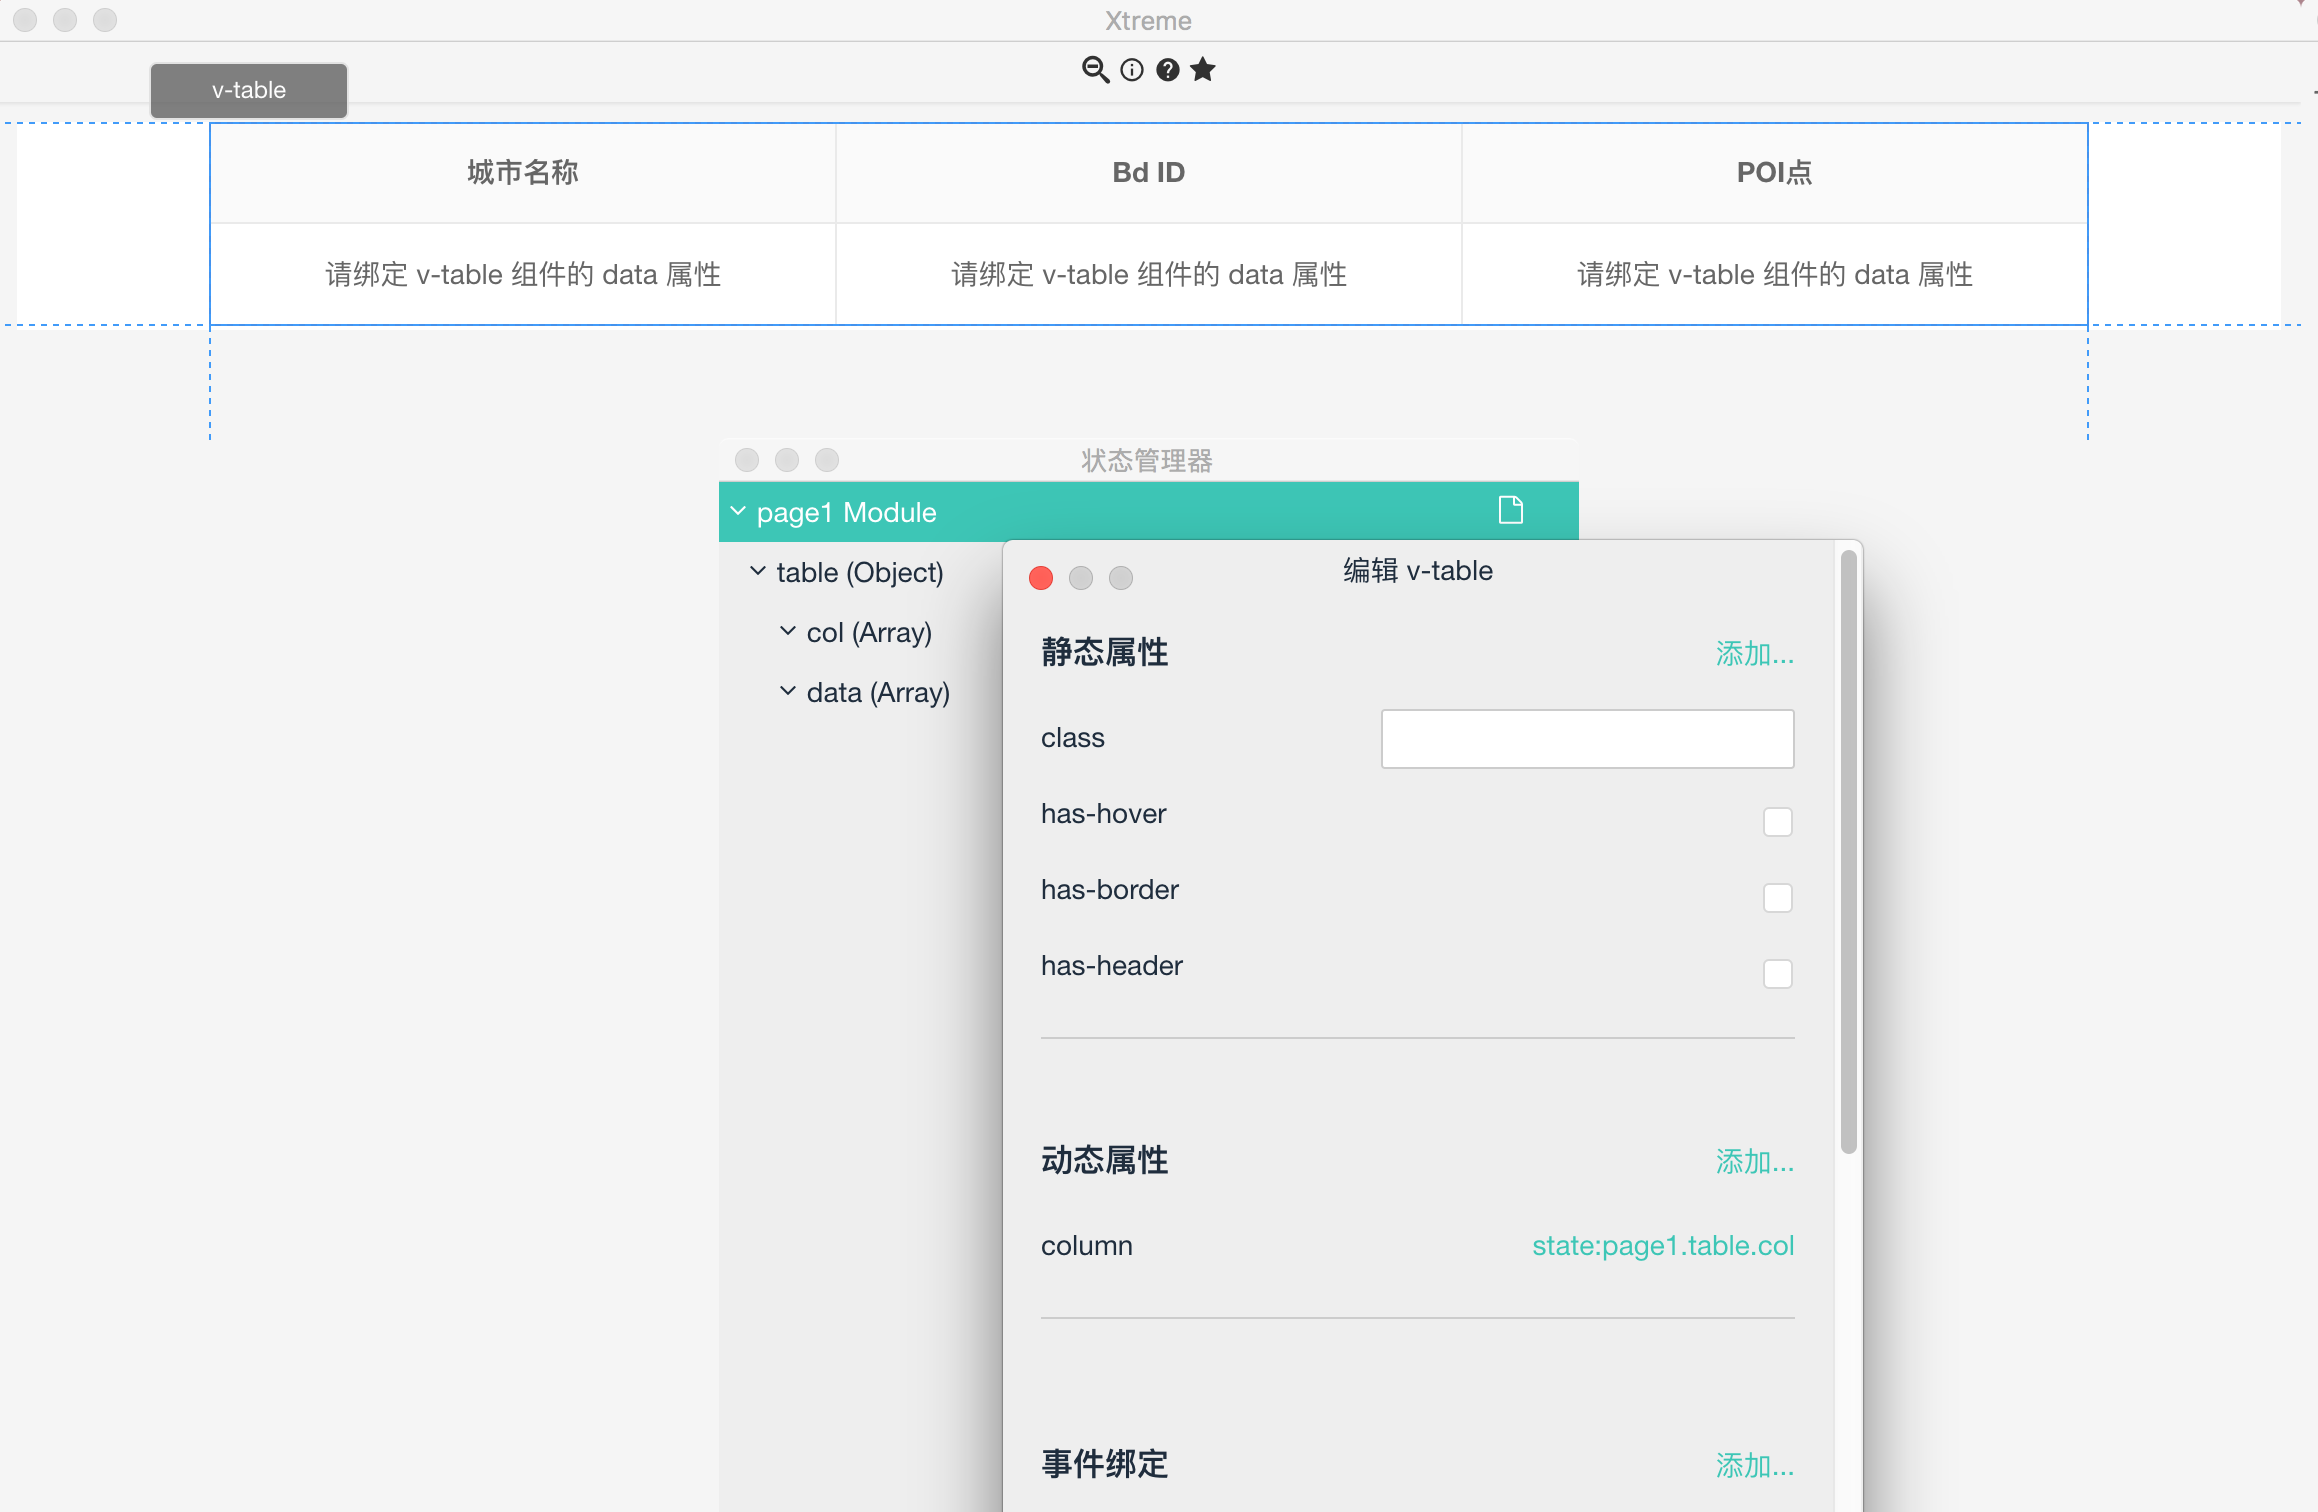 Xtreme
v-table
城市名称 Bd ID POI点
请绑定 v-table 组件的 data 属性 请绑定 v-table 组件的 data 属性 请绑定 v-table 组件的 data 属性
状态管理器
page1 Module
table (Object)
col (Array)
data (Array)
编辑 v-table
静态属性 添加...
class
has-hover
has-border
has-header
动态属性 添加...
column state:page1.table.col
事件绑定 添加...